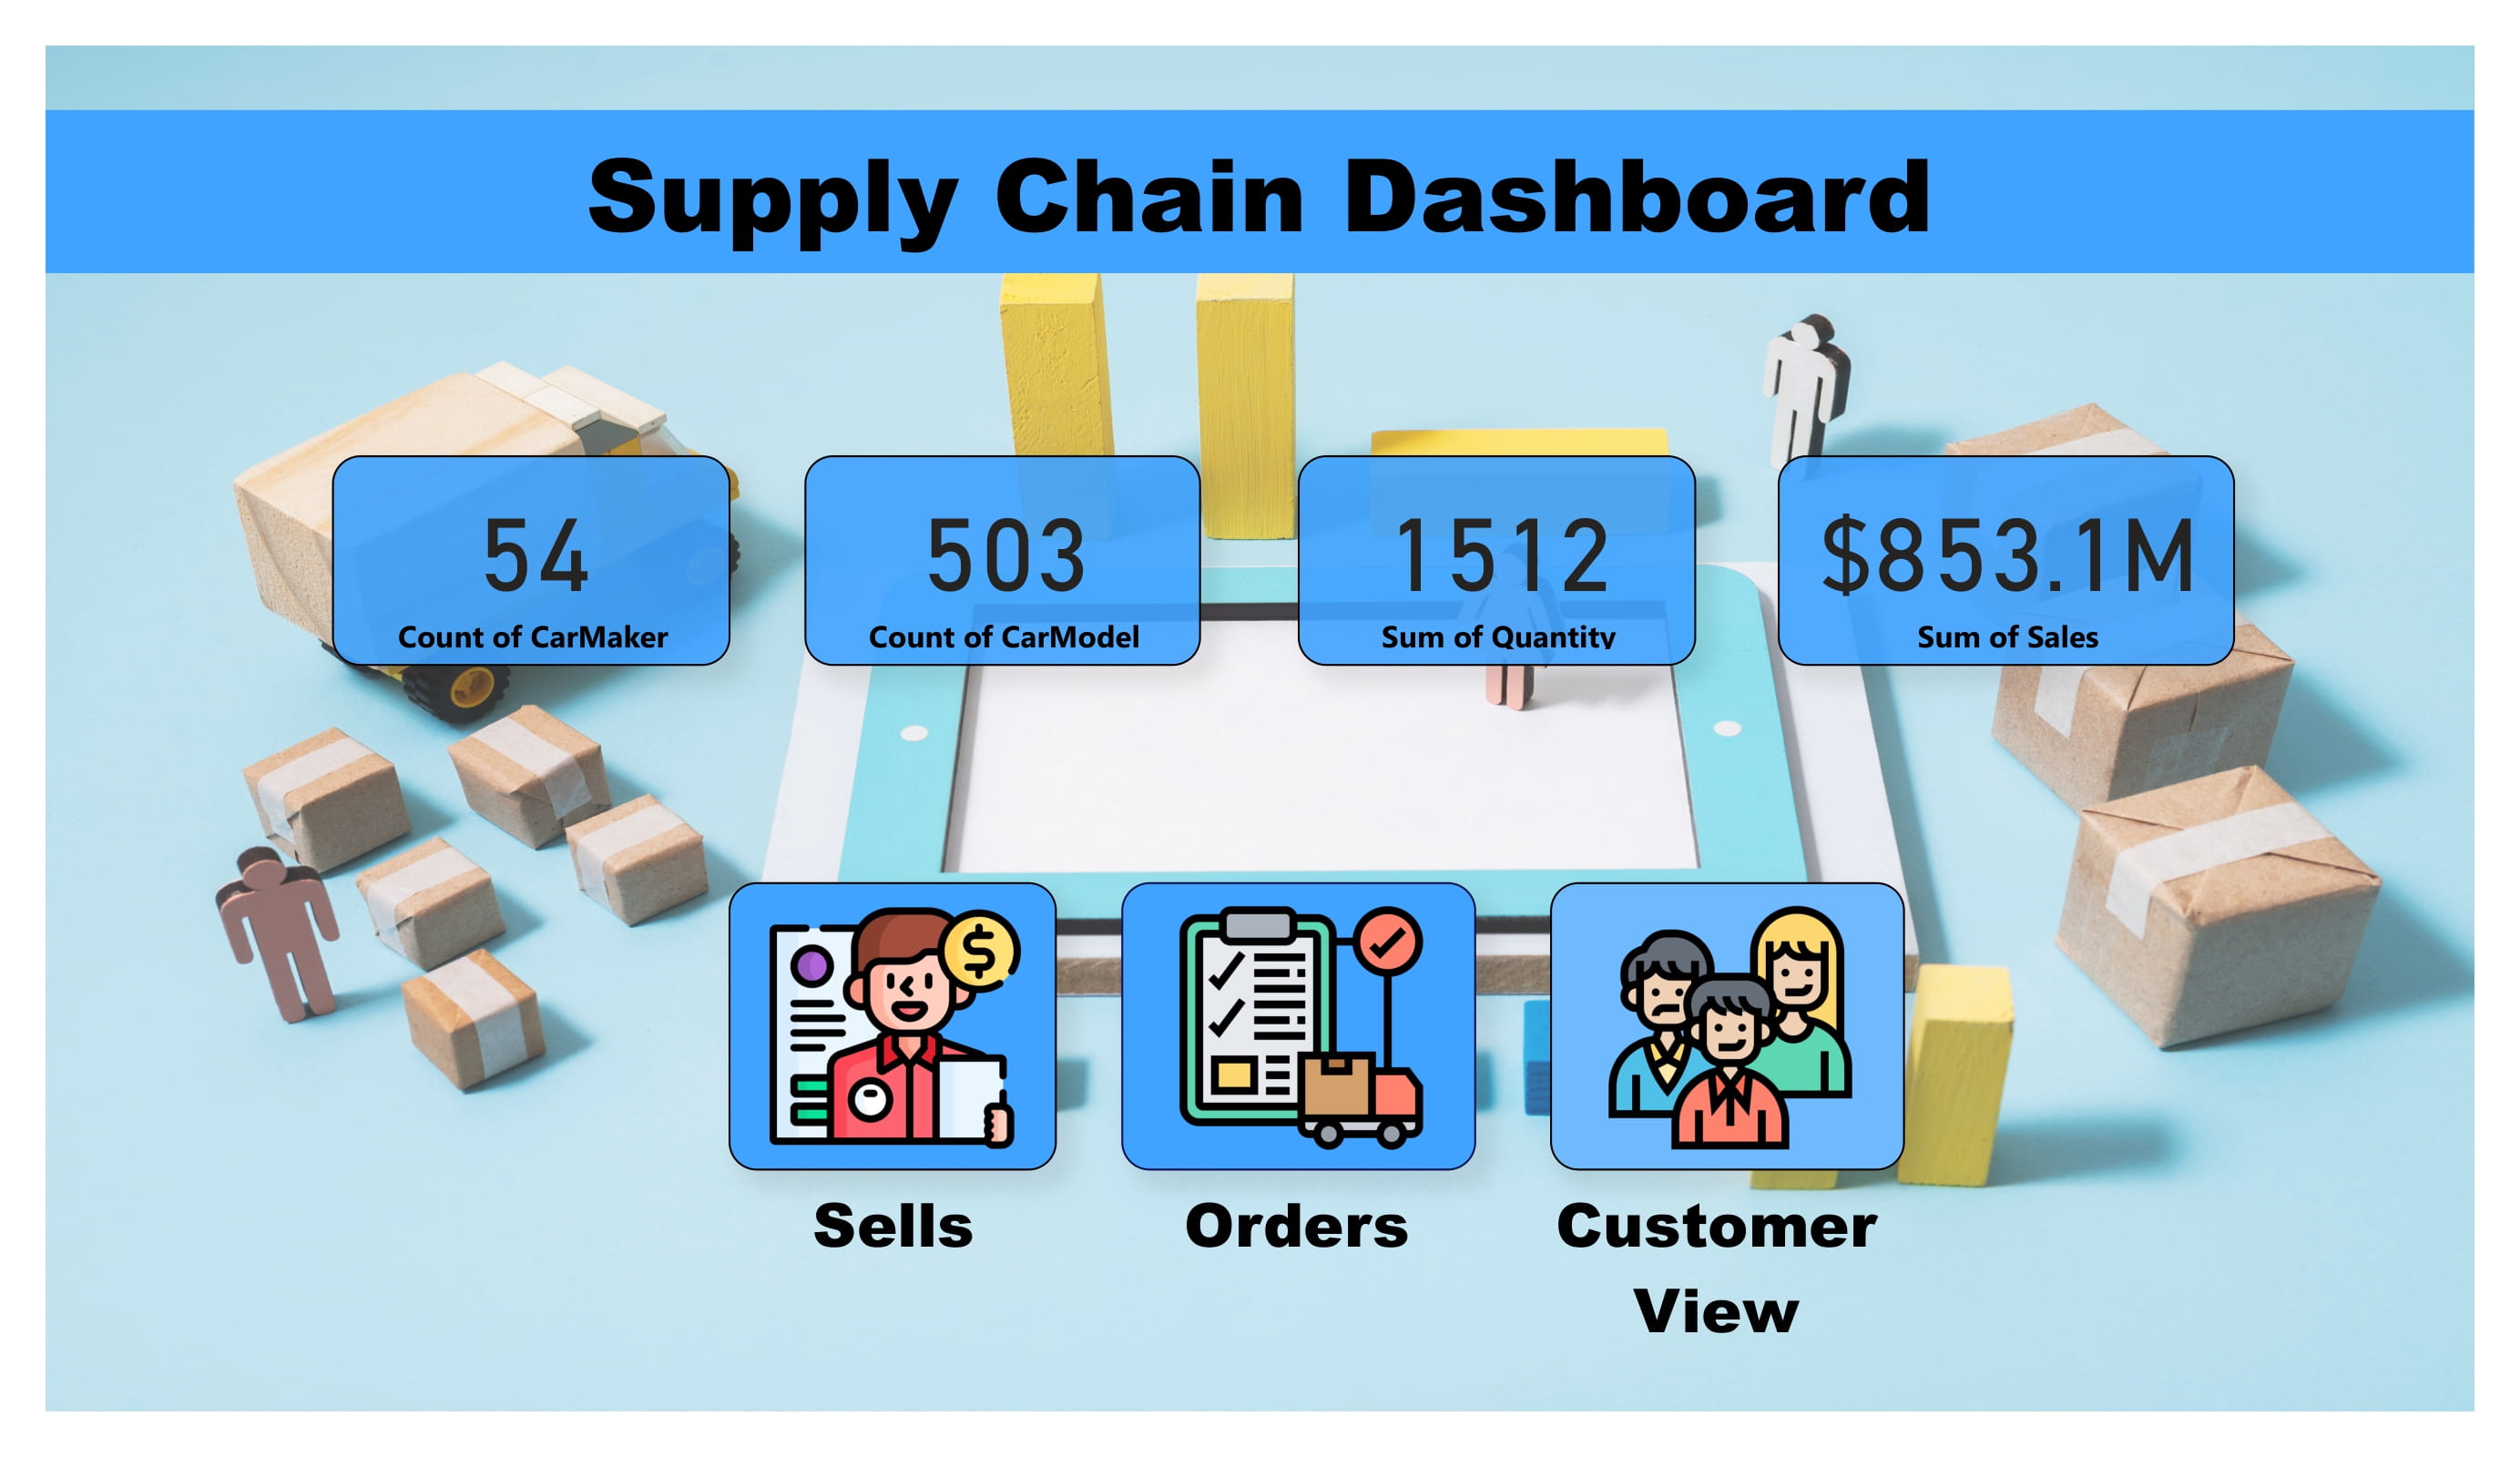 Supply Chain Dashboard
54
503
1512
$853.1M
Count of CarMaker
Count of CarModel
Sum of Quantity
Sum of Sales
$
Sells
Orders
Customer
View